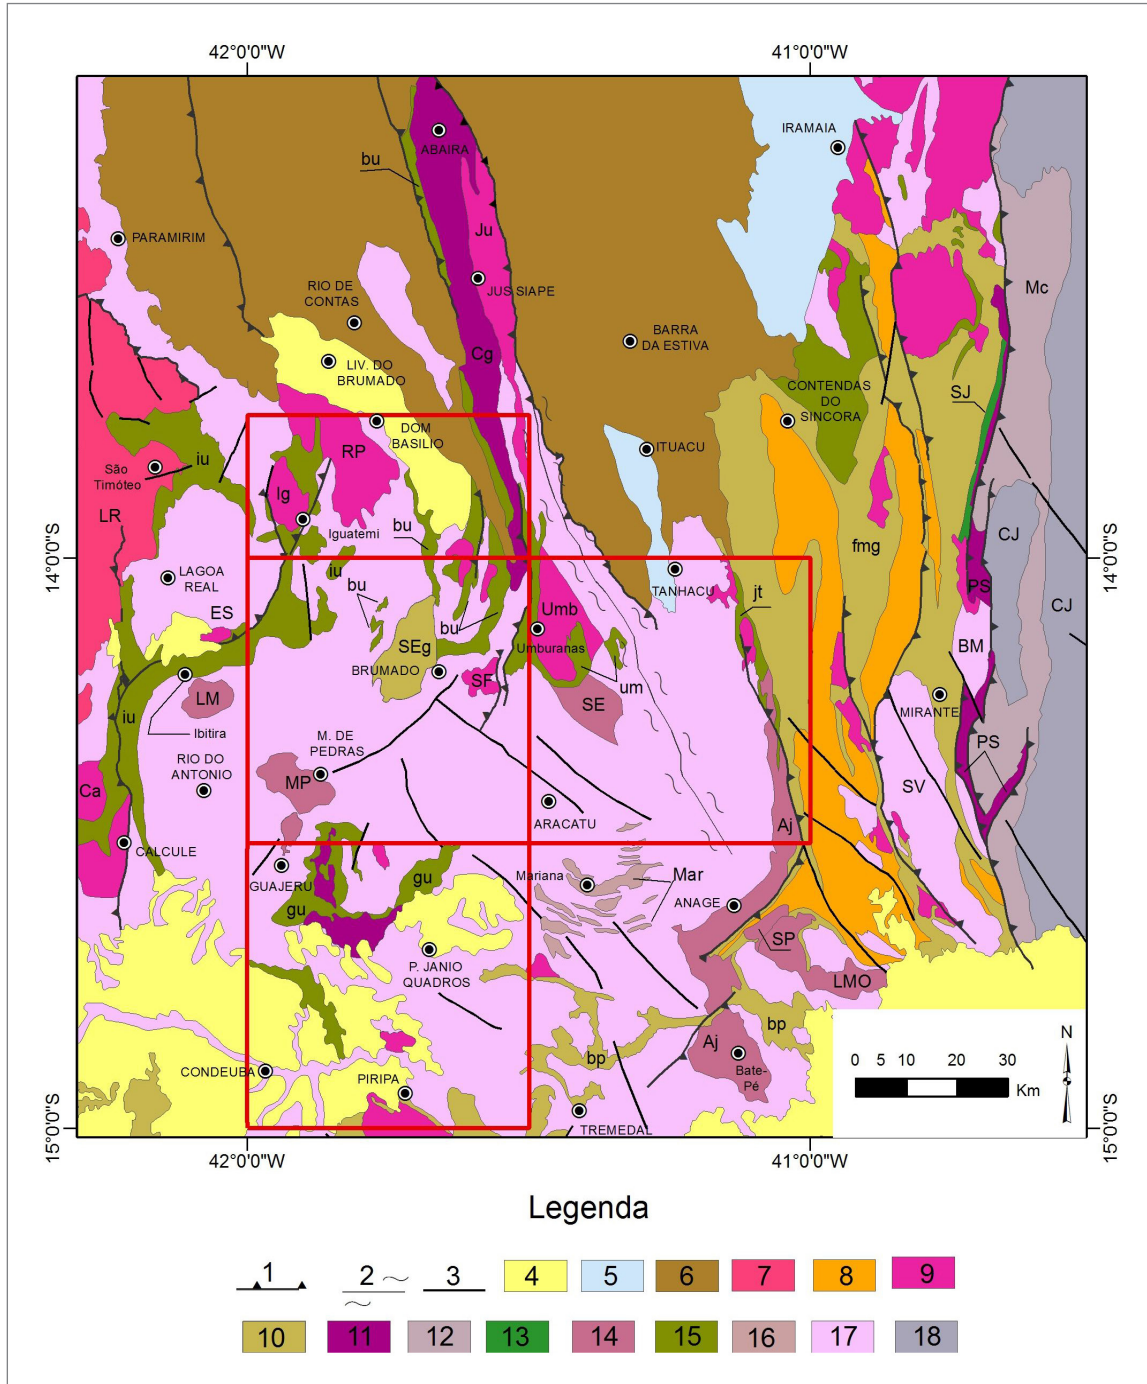 42°0'0"W
41°0'0"W
IRAMAIA
ABAIRA
bu
PARAMIRIM
Ju
RIO DE
CONTAS
JUS SIAPE
Mc
BARRA
DA ESTIVA
Cg
LIV. DO
BRUMADO
CONTENDAS
DO
SINCORA
SJ
DOM
BASILIO
RP
ITUACU
iu
São
Timóteo
Ig
LR
Iguatemi
bu
fmg
CJ
14°0'0"S
14°0'0"S
LAGOA
REAL
iu
bu
TANHACU
jt
PS
CJ
ES
Umb
bu
SEg
Umburanas
BM
BRUMADO
SF
um
LM
SE
MIRANTE
iu
Ibitira
M. DE
PEDRAS
PS
RIO DO
ANTONIO
MP
SV
Ca
ARACATU
Aj
CALCULE
GUAJERU
gu
Mariana
Mar
ANAGE
gu
SP
P. JANIO
QUADROS
LMO
bp
Aj
bp
CONDEUBA
PIRIPA
Bate-
Pé
TREMEDAL
N
0 5 10 20 30
Km
15°0'0"S
15°0'0"S
42°0'0"W
41°0'0"W
Legenda
1 2 3 4 5 6 7 8 9
10 11 12 13 14 15 16 17 18